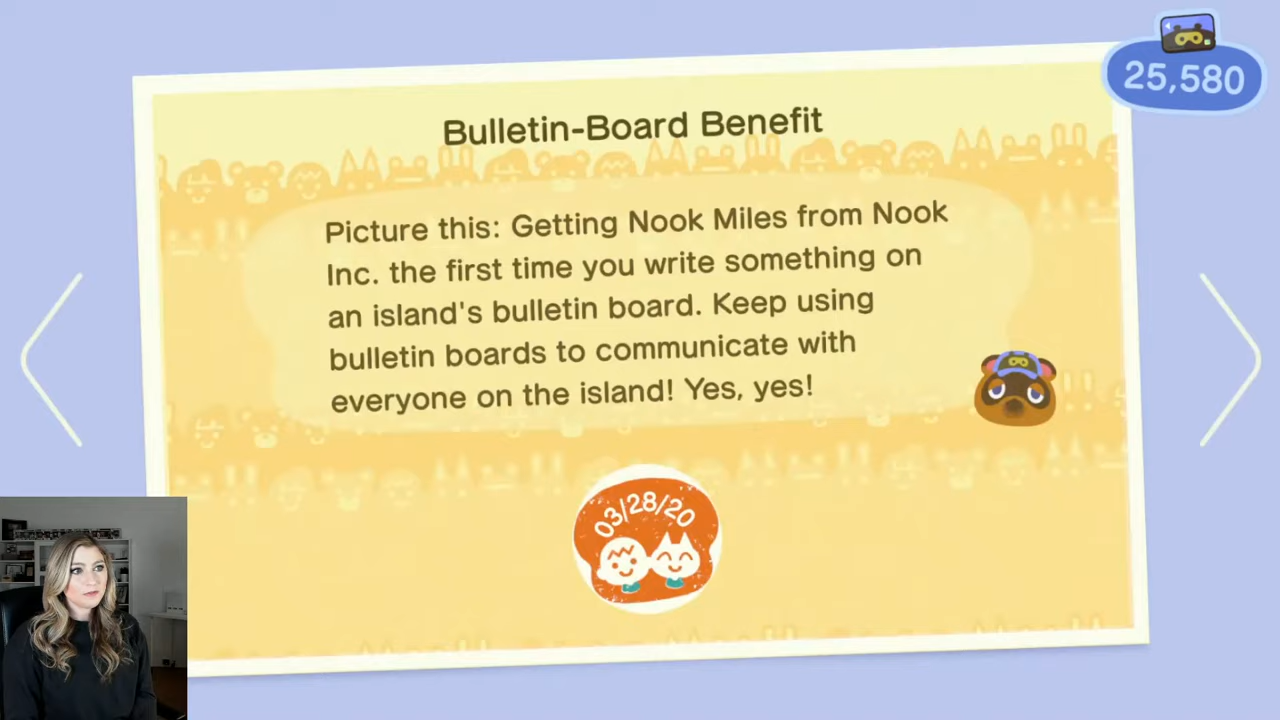 25,580
Bulletin-Board Benefit
Picture this: Getting Nook Miles from Nook
Inc. the first time you write something on
an island's bulletin board. Keep using
bulletin boards to communicate with
everyone on the island! Yes, yes!
03/28/20